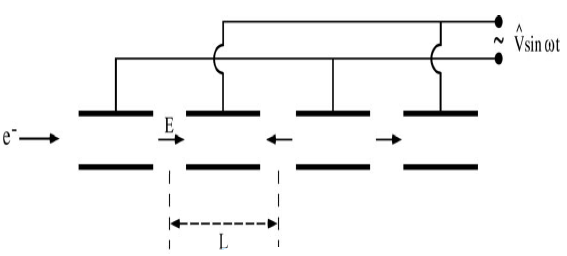 ~ V̂sin ωt
E
e⁻
L